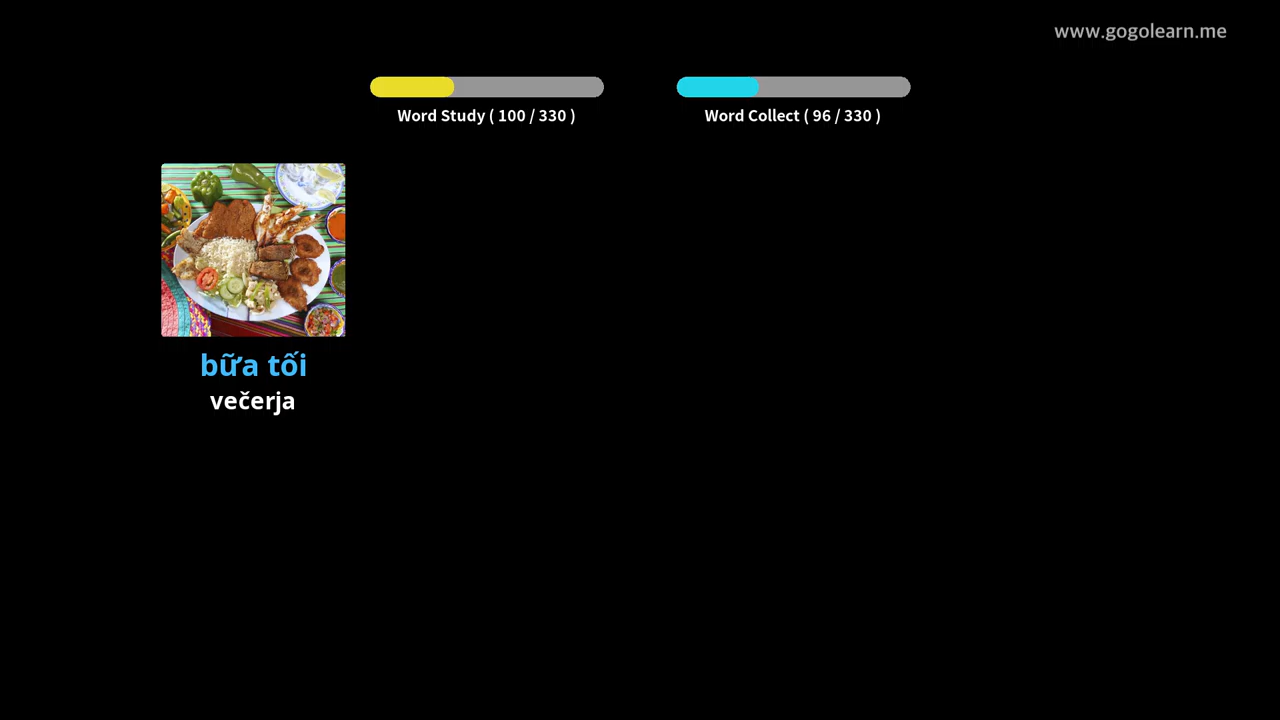 www.gogolearn.me
Word Study ( 100 / 330 )
Word Collect ( 96 / 330 )
bữa tối
večerja